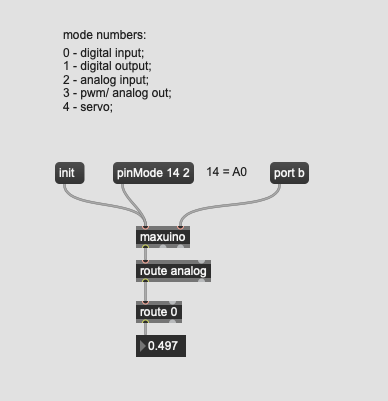 mode numbers:
0 - digital input;
1 - digital output;
2 - analog input;
3 - pwm/ analog out;
4 - servo;
init
pinMode 14 2
14 = A0
port b
maxuino
route analog
route 0
0.497